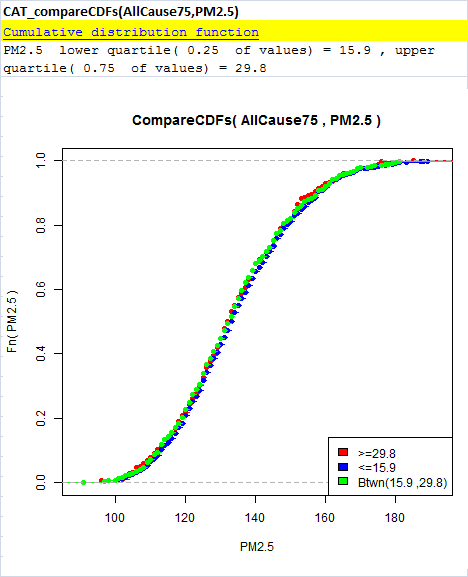 CAT_compareCDFs(AllCause75,PM2.5)
Cumulative distribution function
PM2.5  lower quartile( 0.25  of values) = 15.9 , upper
quartile( 0.75  of values) = 29.8
CompareCDFs( AllCause75 , PM2.5 )
Fn( PM2.5 )
1.0
0.8
0.6
0.4
0.2
0.0
>=29.8
<=15.9
Btwn(15.9 ,29.8)
100 120 140 160 180
PM2.5